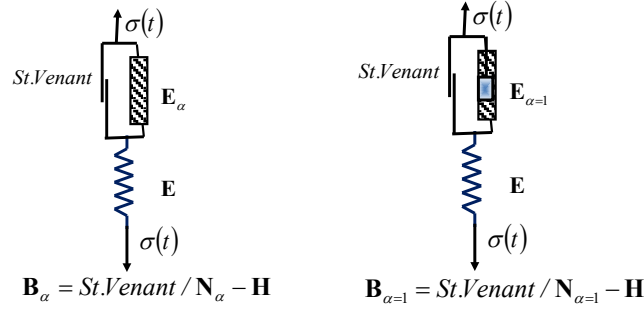 σ(t)
St.Venant
E_α
E
σ(t)
B_α = St.Venant / N_α – H
σ(t)
St.Venant
E_α=1
E
σ(t)
B_α=1 = St.Venant / N_α=1 – H